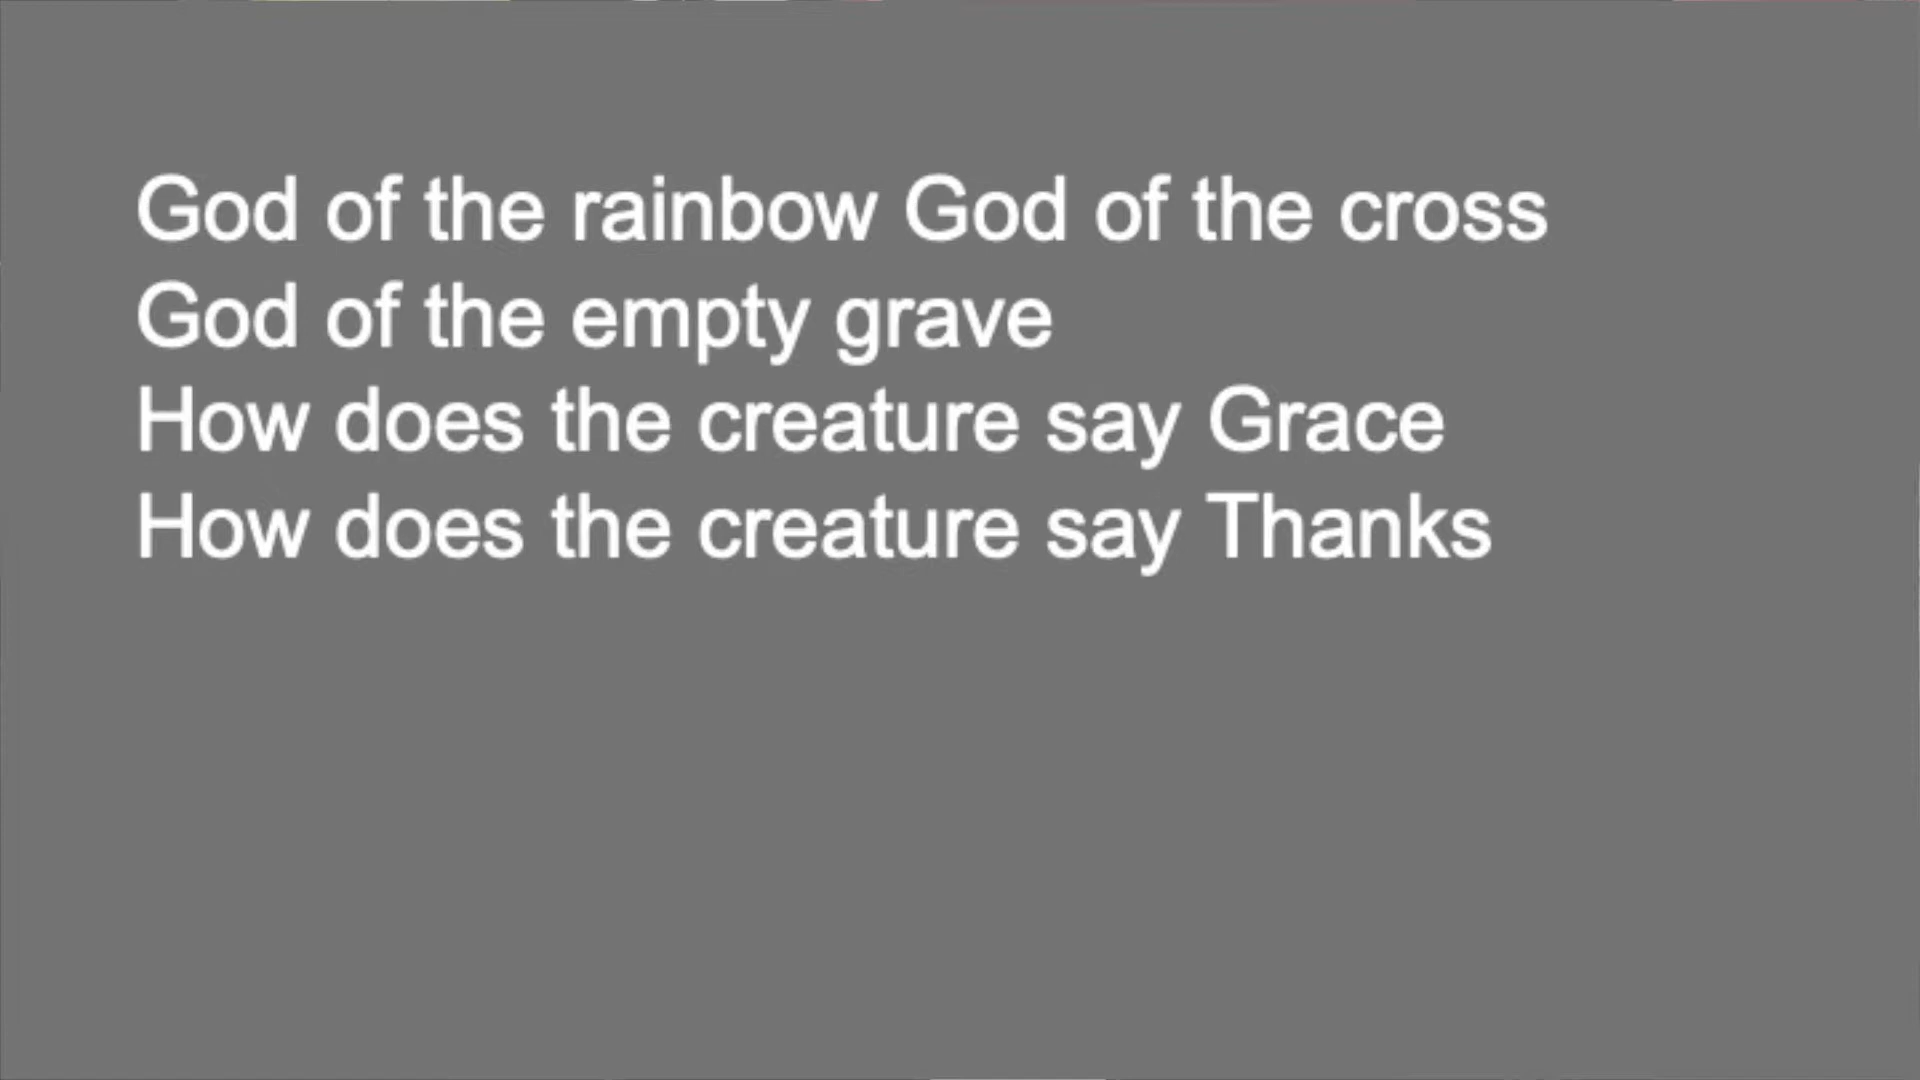 God of the rainbow God of the cross
God of the empty grave
How does the creature say Grace
How does the creature say Thanks